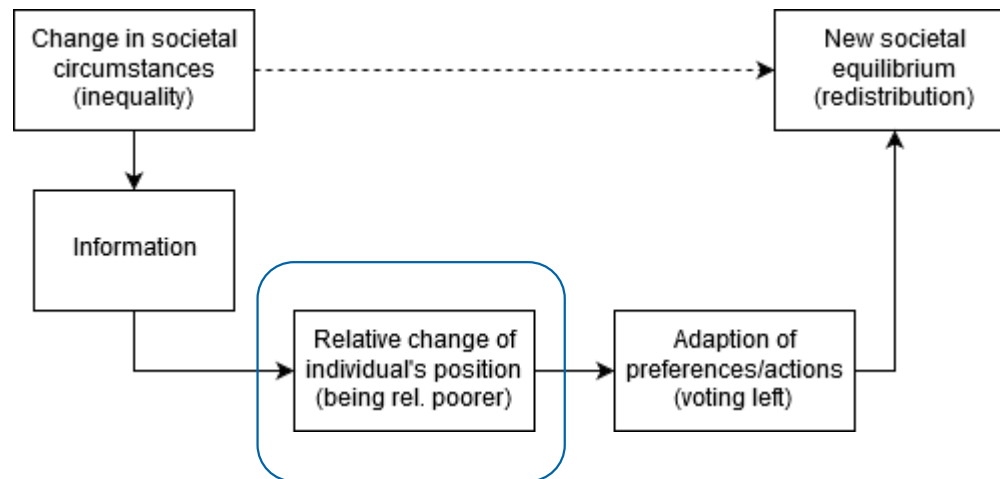 Change in societal
circumstances
(inequality)
New societal
equilibrium
(redistribution)
Information
Relative change of
individual's position
(being rel. poorer)
Adaption of
preferences/actions
(voting left)